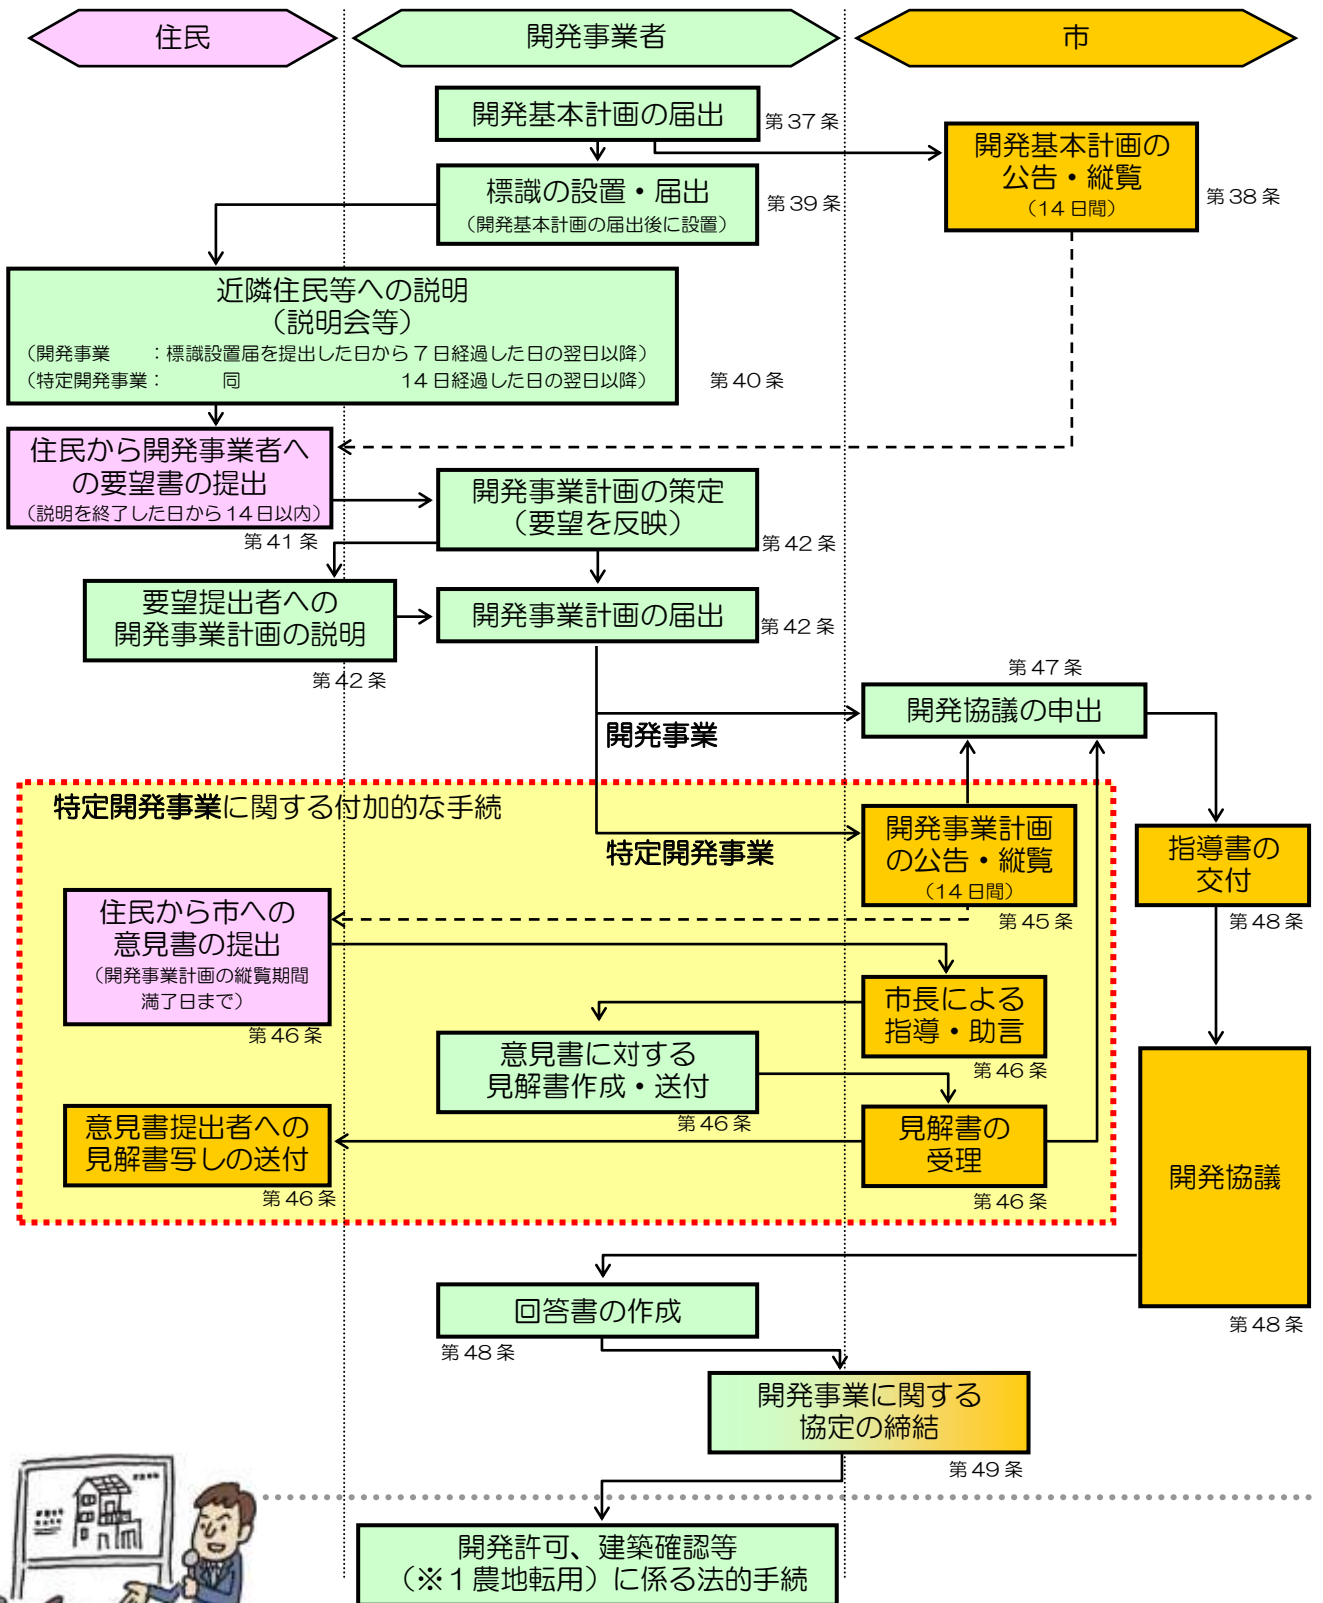 住民
開発事業者
市
開発基本計画の届出
第37条
開発基本計画の
公告・縦覧
（14日間）
第38条
標識の設置・届出
（開発基本計画の届出後に設置）
第39条
近隣住民等への説明
（説明会等）
（開発事業　　：標識設置届を提出した日から7日経過した日の翌日以降）
（特定開発事業：　　同　　　　　　　14日経過した日の翌日以降）
第40条
住民から開発事業者へ
の要望書の提出
（説明を終了した日から14日以内）
第41条
開発事業計画の策定
（要望を反映）
第42条
要望提出者への
開発事業計画の説明
第42条
開発事業計画の届出
第42条
第47条
開発協議の申出
開発事業
特定開発事業に関する付加的な手続
特定開発事業
開発事業計画
の公告・縦覧
（14日間）
第45条
指導書の
交付
第48条
住民から市への
意見書の提出
（開発事業計画の縦覧期間
満了日まで）
第46条
市長による
指導・助言
第46条
意見書に対する
見解書作成・送付
第46条
意見書提出者への
見解書写しの送付
第46条
見解書の
受理
第46条
開発協議
第48条
回答書の作成
第48条
開発事業に関する
協定の締結
第49条
開発許可、建築確認等
（※1農地転用）に係る法的手続